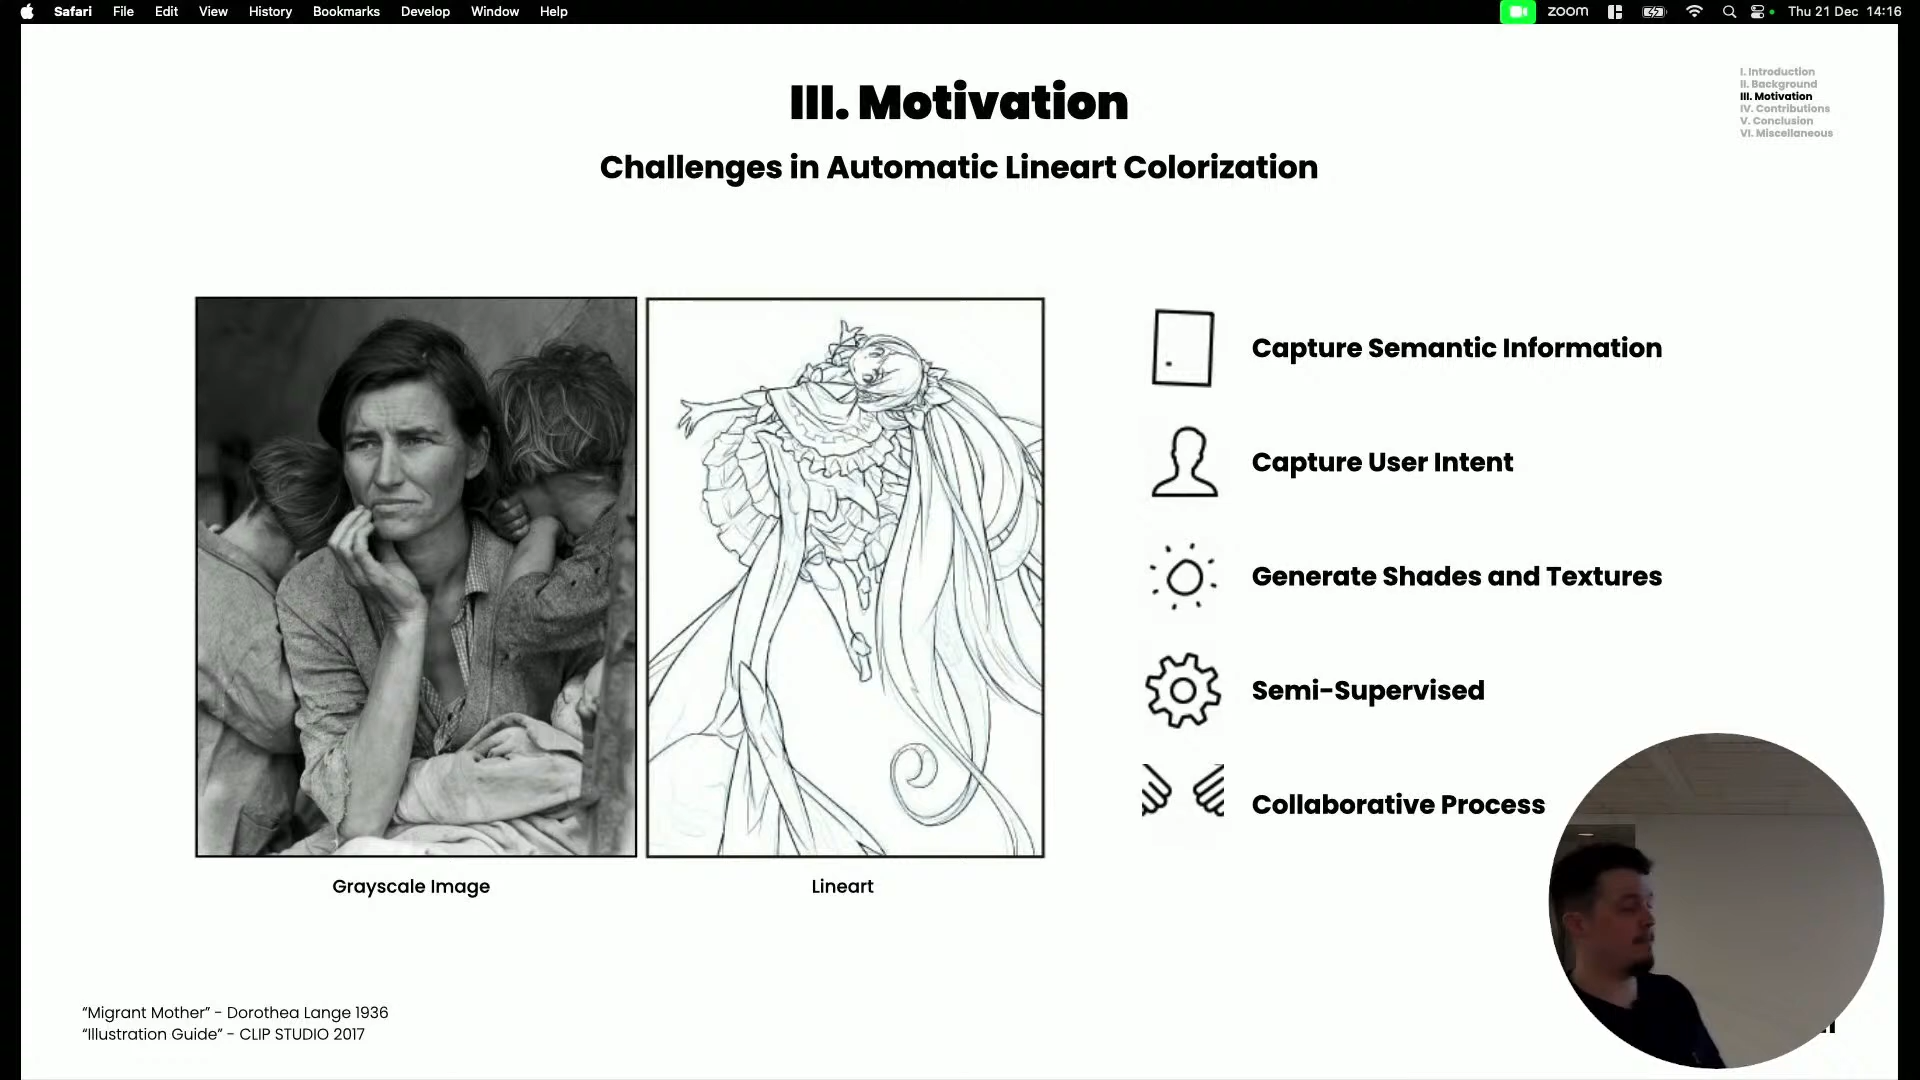 Safari File Edit View History Bookmarks Develop Window Help zoom Thu 21 Dec 14:16
III. Motivation
Challenges in Automatic Lineart Colorization
I. Introduction
II. Background
III. Motivation
IV. Contributions
V. Conclusion
VI. Miscellaneous
Capture Semantic Information
Capture User Intent
Generate Shades and Textures
Semi-Supervised
Collaborative Process
Grayscale Image
Lineart
“Migrant Mother” - Dorothea Lange 1936
“Illustration Guide” - CLIP STUDIO 2017